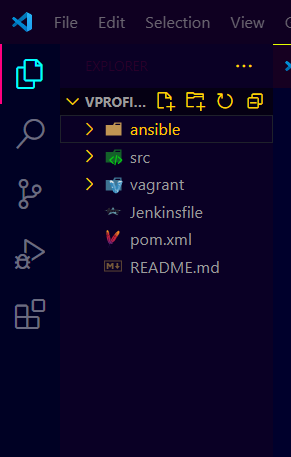 File Edit Selection View
EXPLORER
VPROFI...
ansible
src
vagrant
Jenkinsfile
pom.xml
README.md